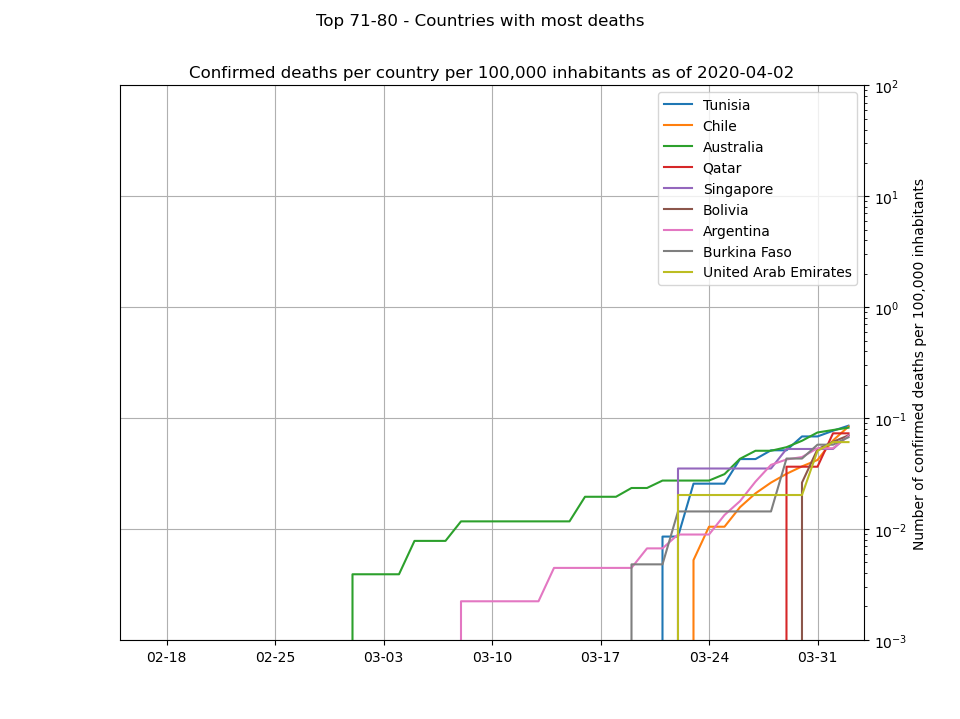 Top 71-80 - Countries with most deaths
Confirmed deaths per country per 100,000 inhabitants as of 2020-04-02
Tunisia
Chile
Australia
Qatar
Singapore
Bolivia
Argentina
Burkina Faso
United Arab Emirates
10²
10¹
10⁰
10⁻¹
10⁻²
10⁻³
Number of confirmed deaths per 100,000 inhabitants
02-18
02-25
03-03
03-10
03-17
03-24
03-31